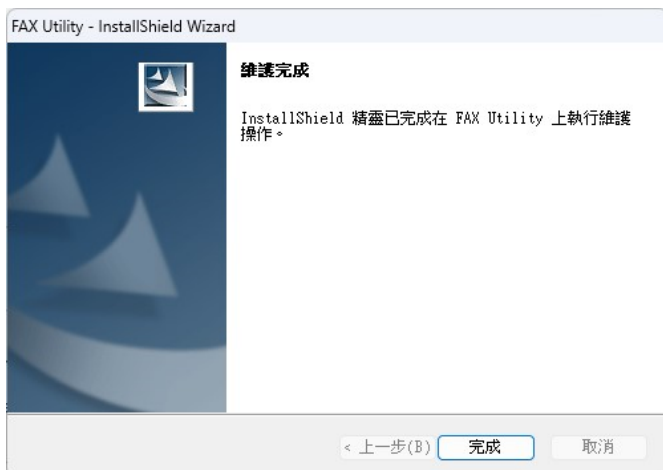 FAX Utility - InstallShield Wizard
維護完成
InstallShield 精靈已完成在 FAX Utility 上執行維護
操作。
< 上一步(B)
完成
取消